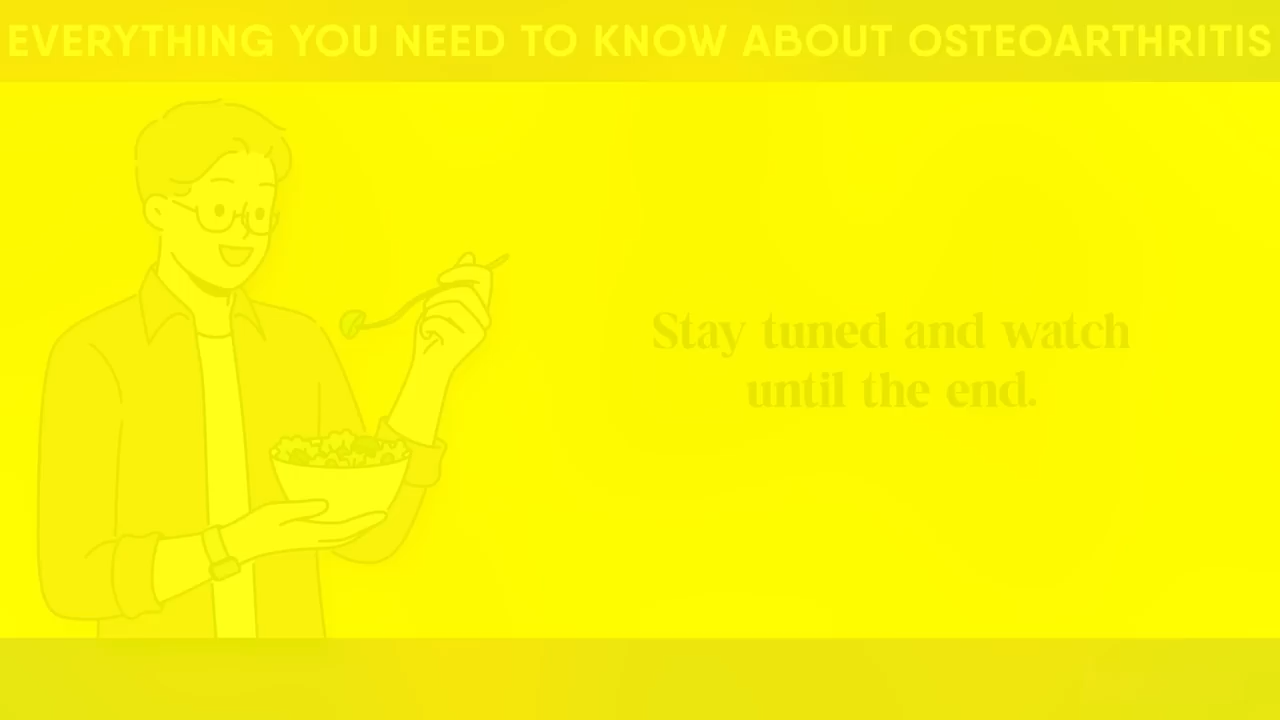 EVERYTHING YOU NEED TO KNOW ABOUT OSTEOARTHRITIS
Stay tuned and watch
until the end.